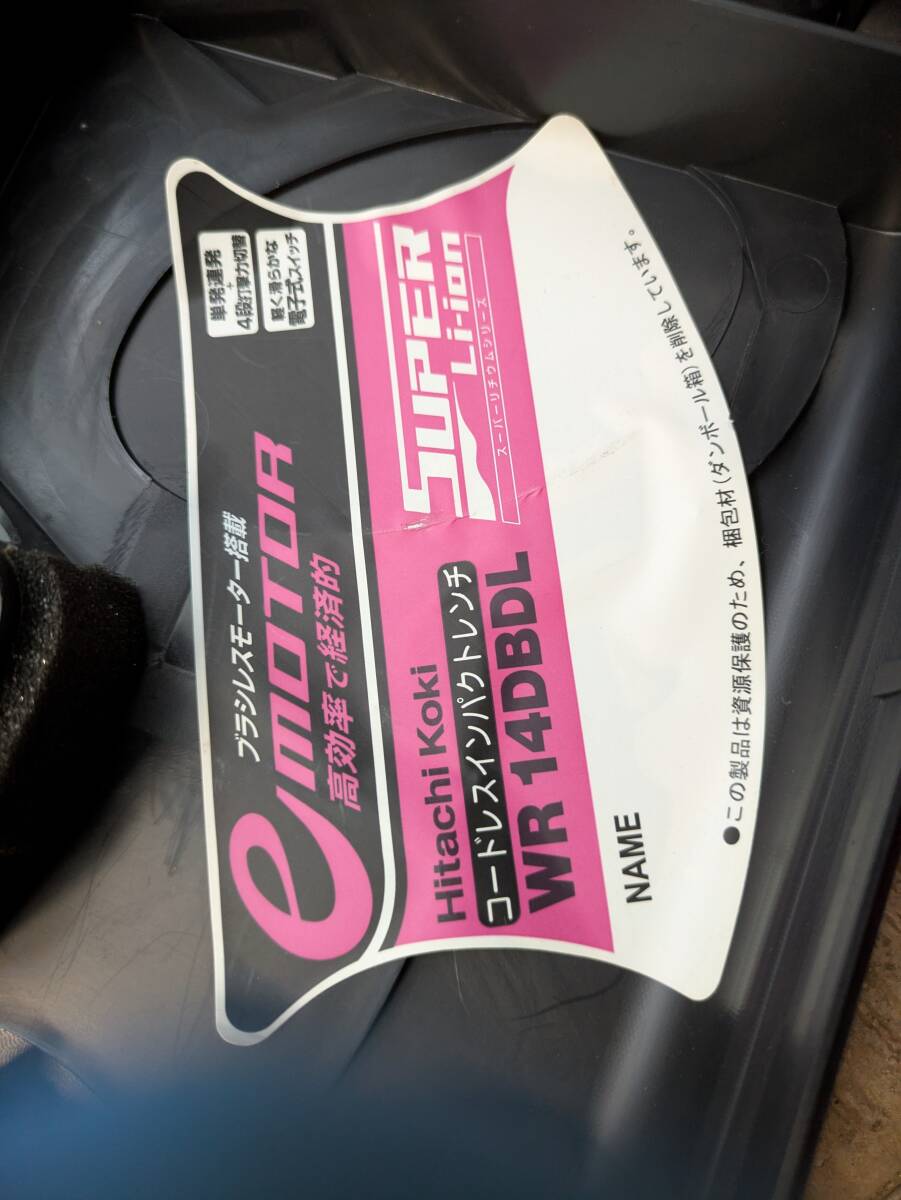 ブラシレスモーター搭載
emotor
高効率で経済的
単発連発
+
4段打撃力切替
軽く滑らかな
電子式スイッチ
Hitachi Koki
コードレスインパクトレンチ
WR 14DBDL
SUPER
Li-ion
スーパーリチウムシリーズ
NAME
●この製品は資源保護のため、梱包材(ダンボール箱)を削除しています。